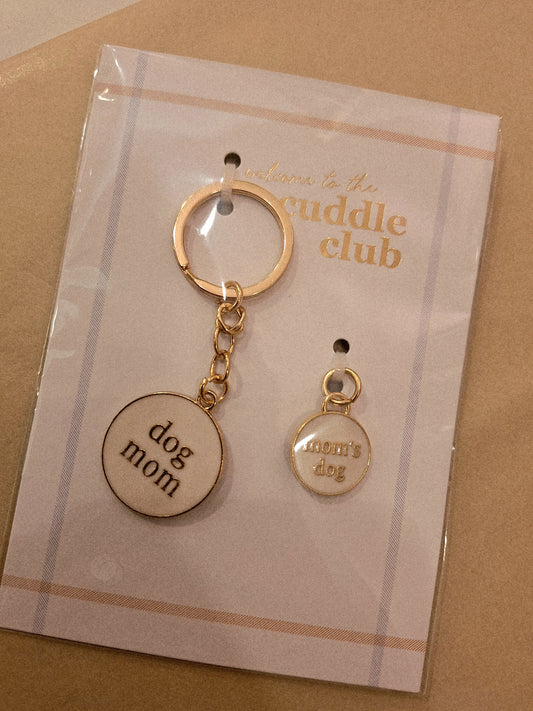 welcome to the
cuddle
club
dog
mom
mom's
dog